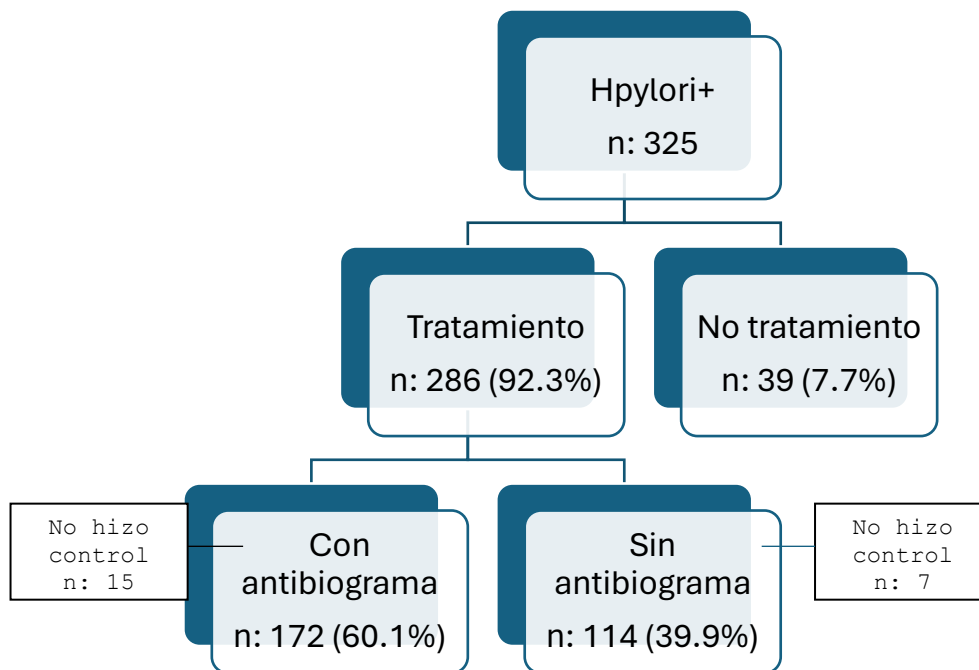 Hpylori+
n: 325
Tratamiento
n: 286 (92.3%)
No tratamiento
n: 39 (7.7%)
No hizo
control
n: 15
Con
antibiograma
n: 172 (60.1%)
Sin
antibiograma
n: 114 (39.9%)
No hizo
control
n: 7